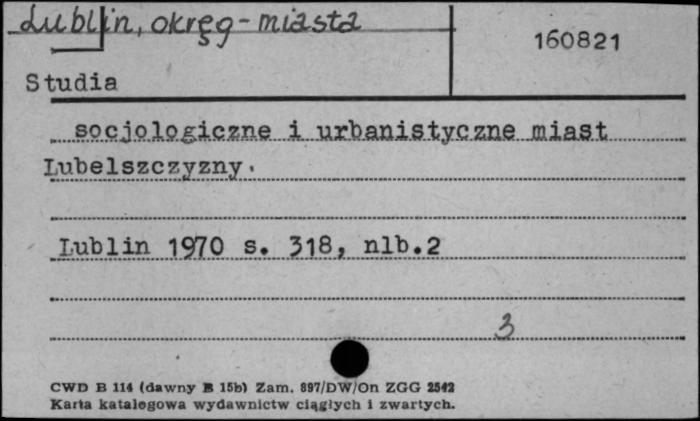 Lublin, okręg - miasta
160821
Studia
socjologiczne i urbanistyczne miast
Lubelszczyzny.
Lublin 1970 s. 318, nlb.2
3
CWD B 114 (dawny B 15b) Zam. 897/DW/On ZGG 2542
Karta katalogowa wydawnictw ciągłych i zwartych.